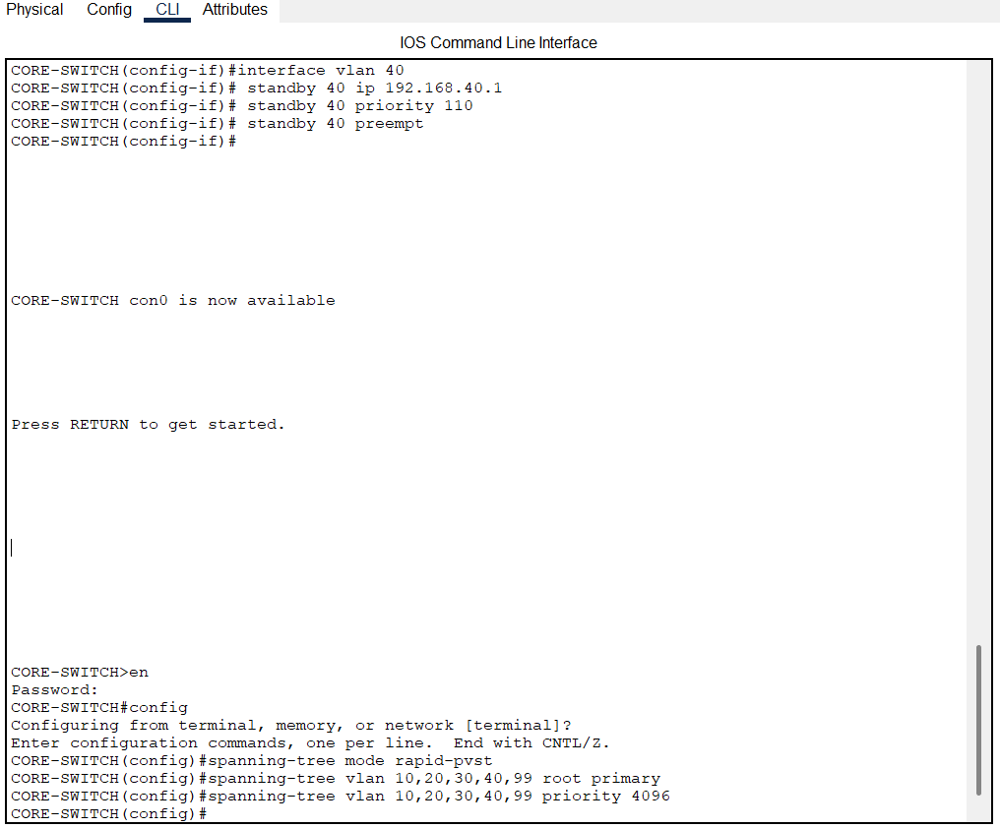 Physical Config CLI Attributes
IOS Command Line Interface
CORE-SWITCH(config-if)#interface vlan 40
CORE-SWITCH(config-if)# standby 40 ip 192.168.40.1
CORE-SWITCH(config-if)# standby 40 priority 110
CORE-SWITCH(config-if)# standby 40 preempt
CORE-SWITCH(config-if)#
CORE-SWITCH con0 is now available
Press RETURN to get started.
CORE-SWITCH>en
Password:
CORE-SWITCH#config
Configuring from terminal, memory, or network [terminal]?
Enter configuration commands, one per line.  End with CNTL/Z.
CORE-SWITCH(config)#spanning-tree mode rapid-pvst
CORE-SWITCH(config)#spanning-tree vlan 10,20,30,40,99 root primary
CORE-SWITCH(config)#spanning-tree vlan 10,20,30,40,99 priority 4096
CORE-SWITCH(config)#